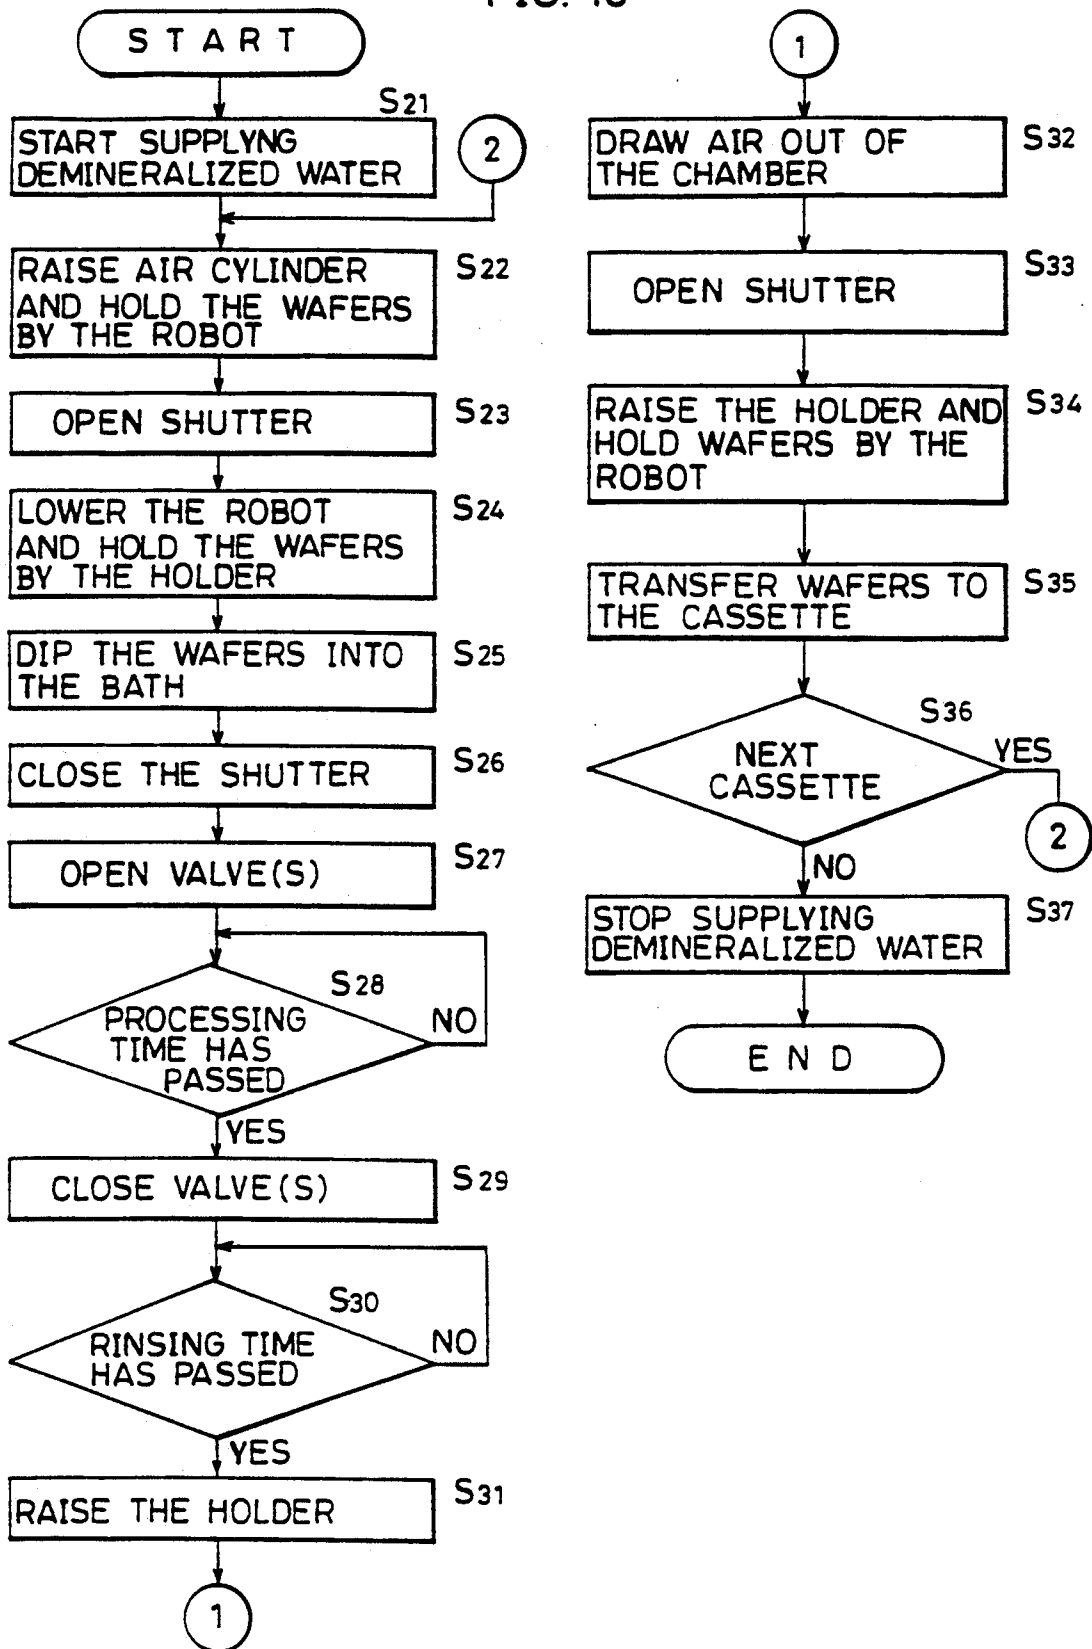 FIG.
START
S21
START SUPPLYNG
DEMINERALIZED WATER
2
RAISE AIR CYLINDER
AND HOLD THE WAFERS
BY THE ROBOT
S22
OPEN SHUTTER
S23
LOWER THE ROBOT
AND HOLD THE WAFERS
BY THE HOLDER
S24
DIP THE WAFERS INTO
THE BATH
S25
CLOSE THE SHUTTER
S26
OPEN VALVE(S)
S27
S28
PROCESSING
TIME HAS
PASSED
NO
YES
CLOSE VALVE(S)
S29
S30
RINSING TIME
HAS PASSED
NO
YES
RAISE THE HOLDER
S31
1
1
DRAW AIR OUT OF
THE CHAMBER
S32
OPEN SHUTTER
S33
RAISE THE HOLDER AND
HOLD WAFERS BY THE
ROBOT
S34
TRANSFER WAFERS TO
THE CASSETTE
S35
S36
NEXT
CASSETTE
YES
2
NO
STOP SUPPLYING
DEMINERALIZED WATER
S37
END